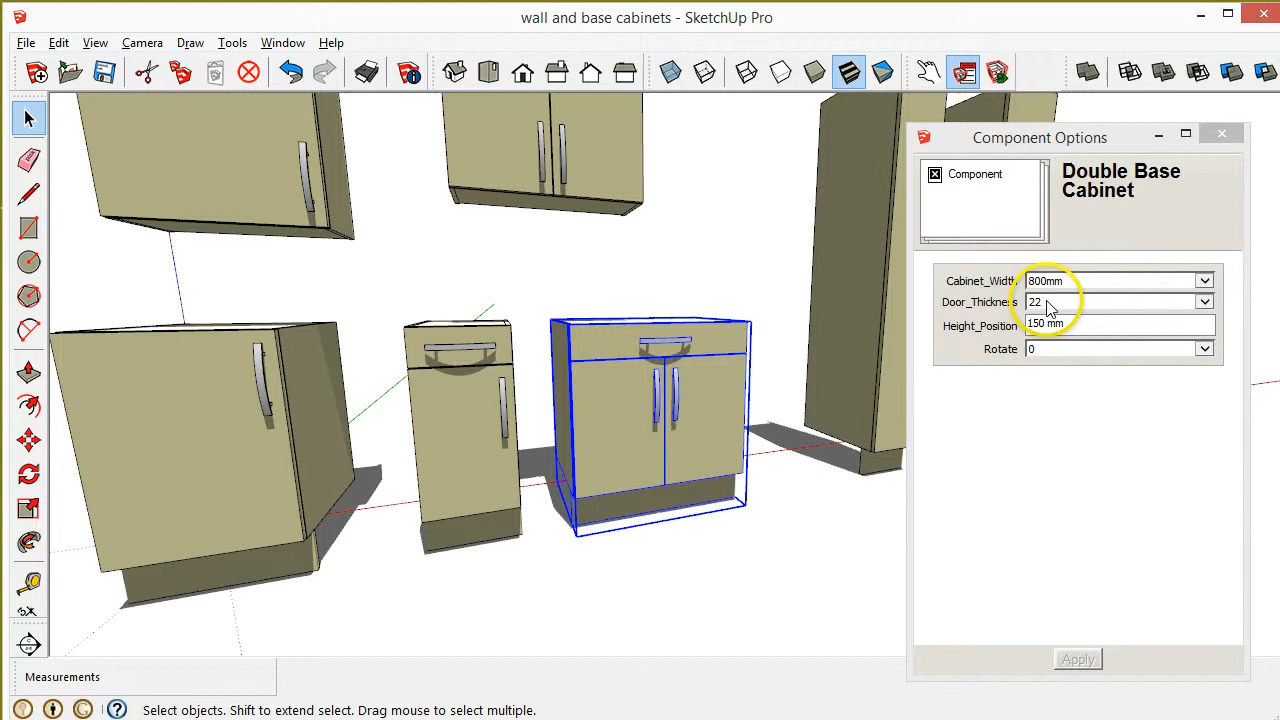 wall and base cabinets - SketchUp Pro
File Edit View Camera Draw Tools Window Help
Component Options
Component
Double Base
Cabinet
Cabinet_Width 800mm
Door_Thickness 22
Height_Position 150 mm
Rotate 0
Apply
Measurements
Select objects. Shift to extend select. Drag mouse to select multiple.